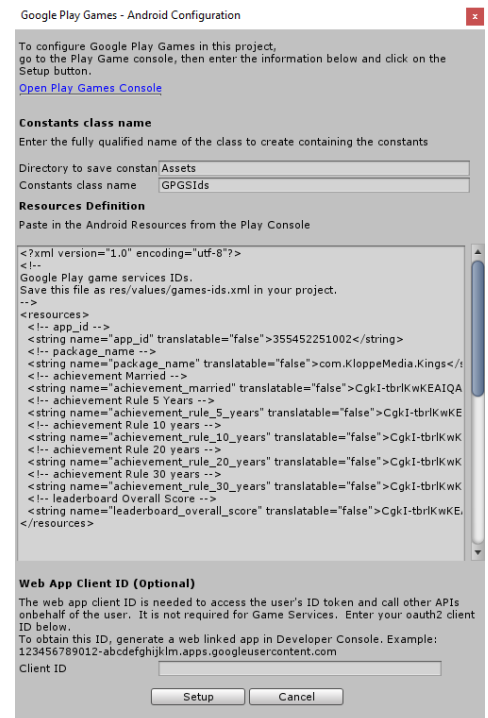 Google Play Games - Android Configuration
x
To configure Google Play Games in this project,
go to the Play Game console, then enter the information below and click on the
Setup button.
Open Play Games Console
Constants class name
Enter the fully qualified name of the class to create containing the constants
Directory to save constan Assets
Constants class name GPGSIds
Resources Definition
Paste in the Android Resources from the Play Console
<?xml version="1.0" encoding="utf-8"?>
<!--
Google Play game services IDs.
Save this file as res/values/games-ids.xml in your project.
-->
<resources>
<!-- app_id -->
<string name="app_id" translatable="false">355452251002</string>
<!-- package_name -->
<string name="package_name" translatable="false">com.KloppeMedia.Kings</s
<!-- achievement Married -->
<string name="achievement_married" translatable="false">CgkI-tbrlKwKEAIQA
<!-- achievement Rule 5 Years -->
<string name="achievement_rule_5_years" translatable="false">CgkI-tbrlKwKE
<!-- achievement Rule 10 years -->
<string name="achievement_rule_10_years" translatable="false">CgkI-tbrlKwK
<!-- achievement Rule 20 years -->
<string name="achievement_rule_20_years" translatable="false">CgkI-tbrlKwK
<!-- achievement Rule 30 years -->
<string name="achievement_rule_30_years" translatable="false">CgkI-tbrlKwK
<!-- leaderboard Overall Score -->
<string name="leaderboard_overall_score" translatable="false">CgkI-tbrlKwKE
</resources>
Web App Client ID (Optional)
The web app client ID is needed to access the user's ID token and call other APIs
onbehalf of the user. It is not required for Game Services. Enter your oauth2 client
ID below.
To obtain this ID, generate a web linked app in Developer Console. Example:
123456789012-abcdefghijklm.apps.googleusercontent.com
Client ID
Setup Cancel